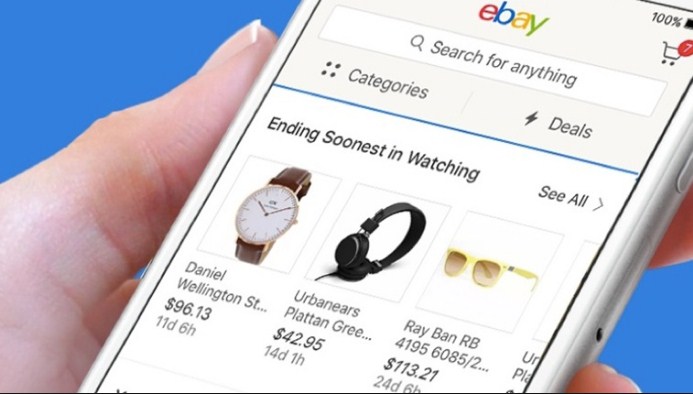 100%
ebay
7
Search for anything
Categories
Deals
Ending Soonest in Watching
See All
Daniel
Wellington St...
$96.13
11d 6h
Urbanears
Plattan Gree...
$42.95
14d 1h
Ray Ban RB
4195 6085/2...
$113.21
24d 6h